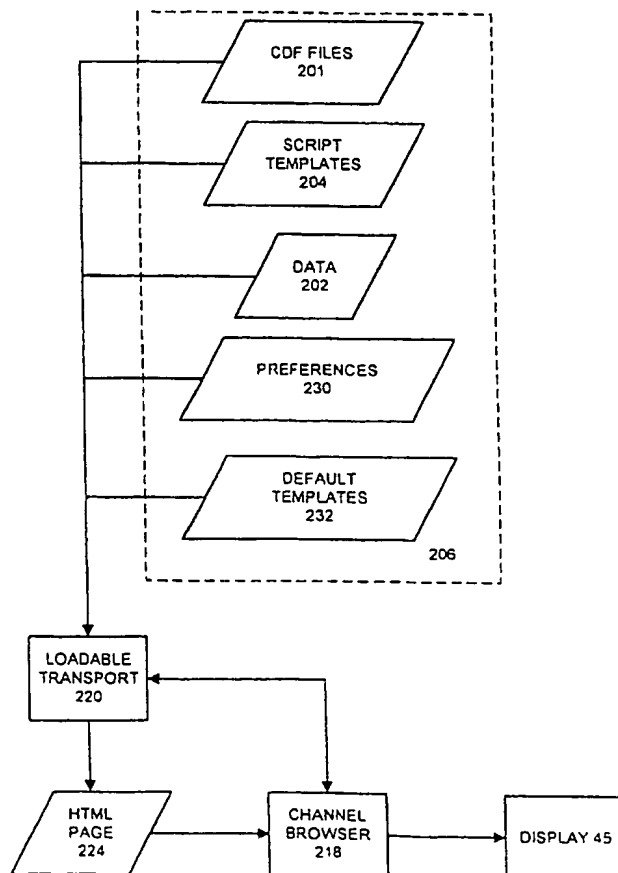 CDF FILES
201
SCRIPT
TEMPLATES
204
DATA
202
PREFERENCES
230
DEFAULT
TEMPLATES
232
206
LOADABLE
TRANSPORT
220
HTML
PAGE
224
CHANNEL
BROWSER
218
DISPLAY 45